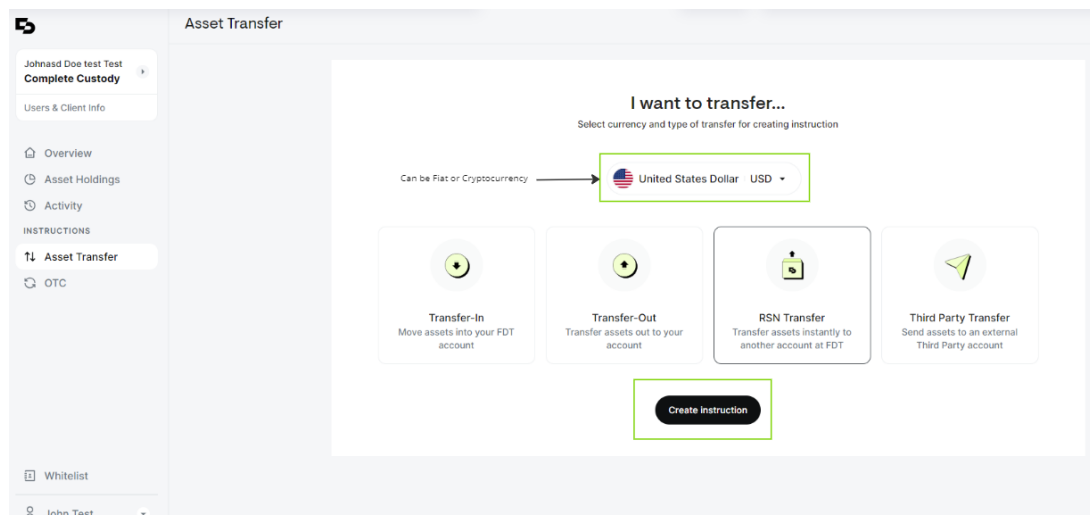 Asset Transfer
Johnasd Doe test Test
Complete Custody
Users & Client Info
Overview
Asset Holdings
Activity
INSTRUCTIONS
Asset Transfer
OTC
Whitelist
John Test
I want to transfer...
Select currency and type of transfer for creating instruction
Can be Fiat or Cryptocurrency
United States Dollar USD
Transfer-In
Move assets into your FDT
account
Transfer-Out
Transfer assets out to your
account
RSN Transfer
Transfer assets instantly to
another account at FDT
Third Party Transfer
Send assets to an external
Third Party account
Create instruction